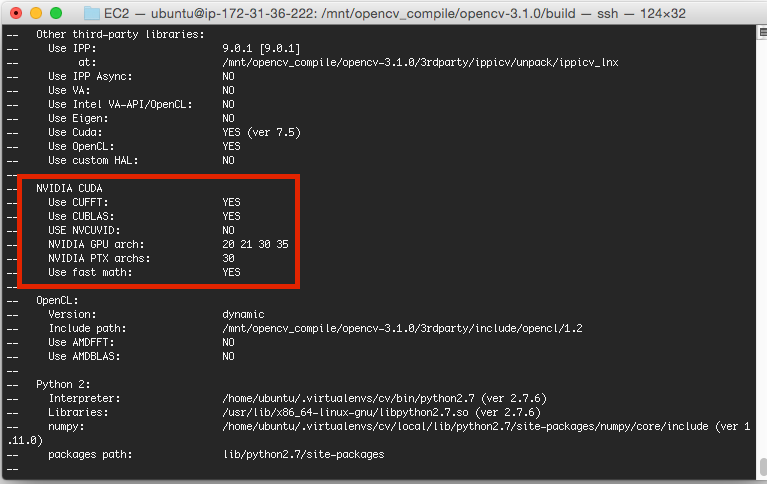 EC2 — ubuntu@ip-172-31-36-222: /mnt/opencv_compile/opencv-3.1.0/build — ssh — 124×32
--   Other third-party libraries:
--     Use IPP:                   9.0.1 [9.0.1]
--          at:                   /mnt/opencv_compile/opencv-3.1.0/3rdparty/ippicv/unpack/ippicv_lnx
--     Use IPP Async:             NO
--     Use VA:                    NO
--     Use Intel VA-API/OpenCL:   NO
--     Use Eigen:                 NO
--     Use Cuda:                  YES (ver 7.5)
--     Use OpenCL:                YES
--     Use custom HAL:            NO
--
--   NVIDIA CUDA
--     Use CUFFT:                 YES
--     Use CUBLAS:                YES
--     USE NVCUVID:               NO
--     NVIDIA GPU arch:           20 21 30 35
--     NVIDIA PTX archs:          30
--     Use fast math:             YES
--
--   OpenCL:
--     Version:                   dynamic
--     Include path:              /mnt/opencv_compile/opencv-3.1.0/3rdparty/include/opencl/1.2
--     Use AMDFFT:                NO
--     Use AMDBLAS:               NO
--
--   Python 2:
--     Interpreter:               /home/ubuntu/.virtualenvs/cv/bin/python2.7 (ver 2.7.6)
--     Libraries:                 /usr/lib/x86_64-linux-gnu/libpython2.7.so (ver 2.7.6)
--     numpy:                     /home/ubuntu/.virtualenvs/cv/local/lib/python2.7/site-packages/numpy/core/include (ver 1
.11.0)
--     packages path:             lib/python2.7/site-packages
--